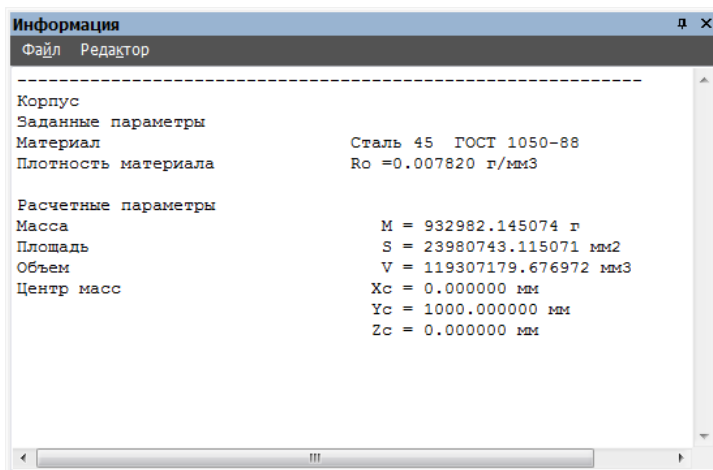 Информация
Файл Редактор
------------------------------------------------------------
Корпус
Заданные параметры
Материал Сталь 45 ГОСТ 1050-88
Плотность материала Ro =0.007820 г/мм3
Расчетные параметры
Масса M = 932982.145074 г
Площадь S = 23980743.115071 мм2
Объем V = 119307179.676972 мм3
Центр масс Xc = 0.000000 мм
Yc = 1000.000000 мм
Zc = 0.000000 мм